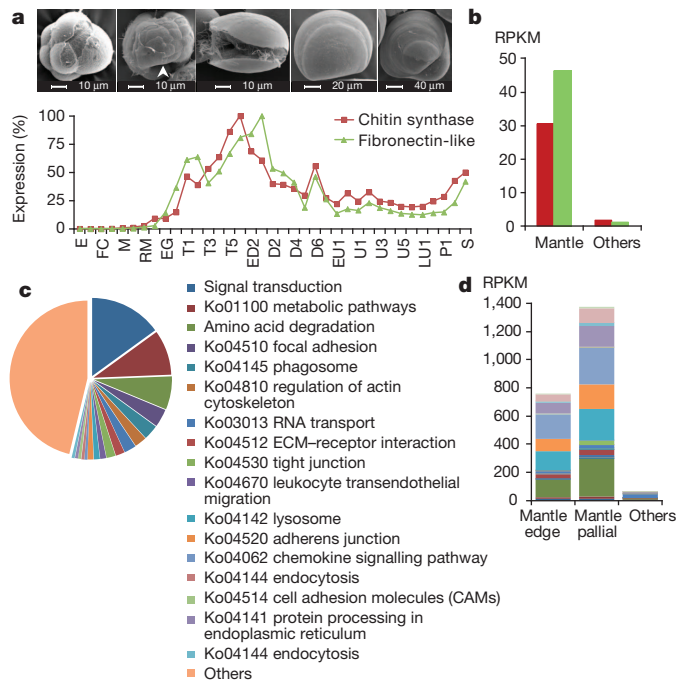 a
10 µm
10 µm
10 µm
20 µm
40 µm
Expression (%)
100
75
50
25
0
Chitin synthase
Fibronectin-like
E
FC
M
RM
EG
T1
T3
T5
ED2
D2
D4
D6
EU1
U1
U3
U5
LU1
P1
S
b
RPKM
50
40
30
20
10
0
Mantle
Others
c
Signal transduction
Ko01100 metabolic pathways
Amino acid degradation
Ko04510 focal adhesion
Ko04145 phagosome
Ko04810 regulation of actin
cytoskeleton
Ko03013 RNA transport
Ko04512 ECM–receptor interaction
Ko04530 tight junction
Ko04670 leukocyte transendothelial
migration
Ko04142 lysosome
Ko04520 adherens junction
Ko04062 chemokine signalling pathway
Ko04144 endocytosis
Ko04514 cell adhesion molecules (CAMs)
Ko04141 protein processing in
endoplasmic reticulum
Ko04144 endocytosis
Others
d
RPKM
1,400
1,200
1,000
800
600
400
200
0
Mantle
edge
Mantle
pallial
Others